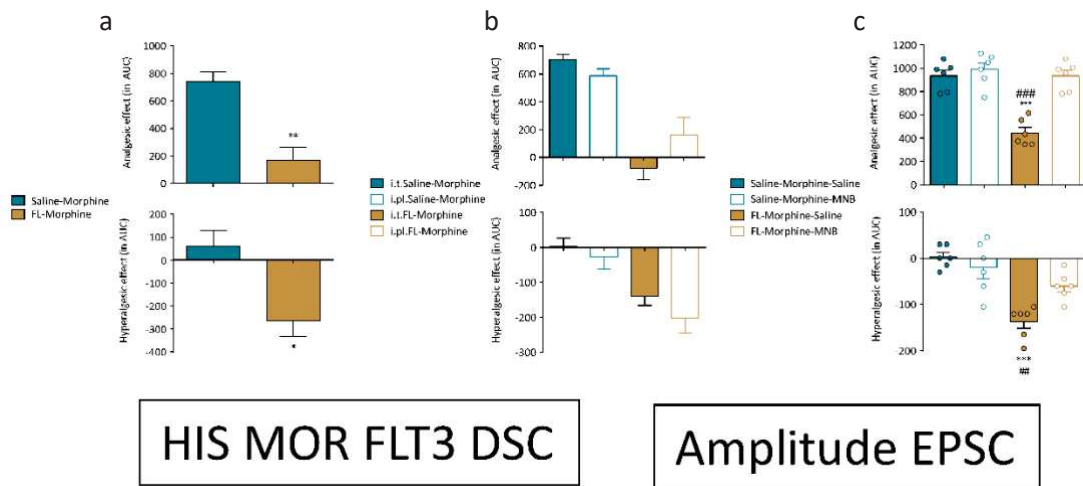 a
b
c
Analgesic effect (in AUC)
1000
800
600
400
200
0
**
Saline-Morphine
FL-Morphine
Hyperalgesic effect (in AUC)
200
100
0
-100
-200
-300
-400
*
Analgesic effect (in AUC)
800
600
400
200
0
-200
i.t.Saline-Morphine
i.pl.Saline-Morphine
i.t.FL-Morphine
i.pl.FL-Morphine
Hyperalgesic effect (in AUC)
100
0
-100
-200
-300
Analgesic effect (in AUC)
1200
1000
800
600
400
200
0
###
***
Saline-Morphine-Saline
Saline-Morphine-MNB
FL-Morphine-Saline
FL-Morphine-MNB
Hyperalgesic effect (in AUC)
100
0
-100
200
***
##
HIS MOR FLT3 DSC
Amplitude EPSC